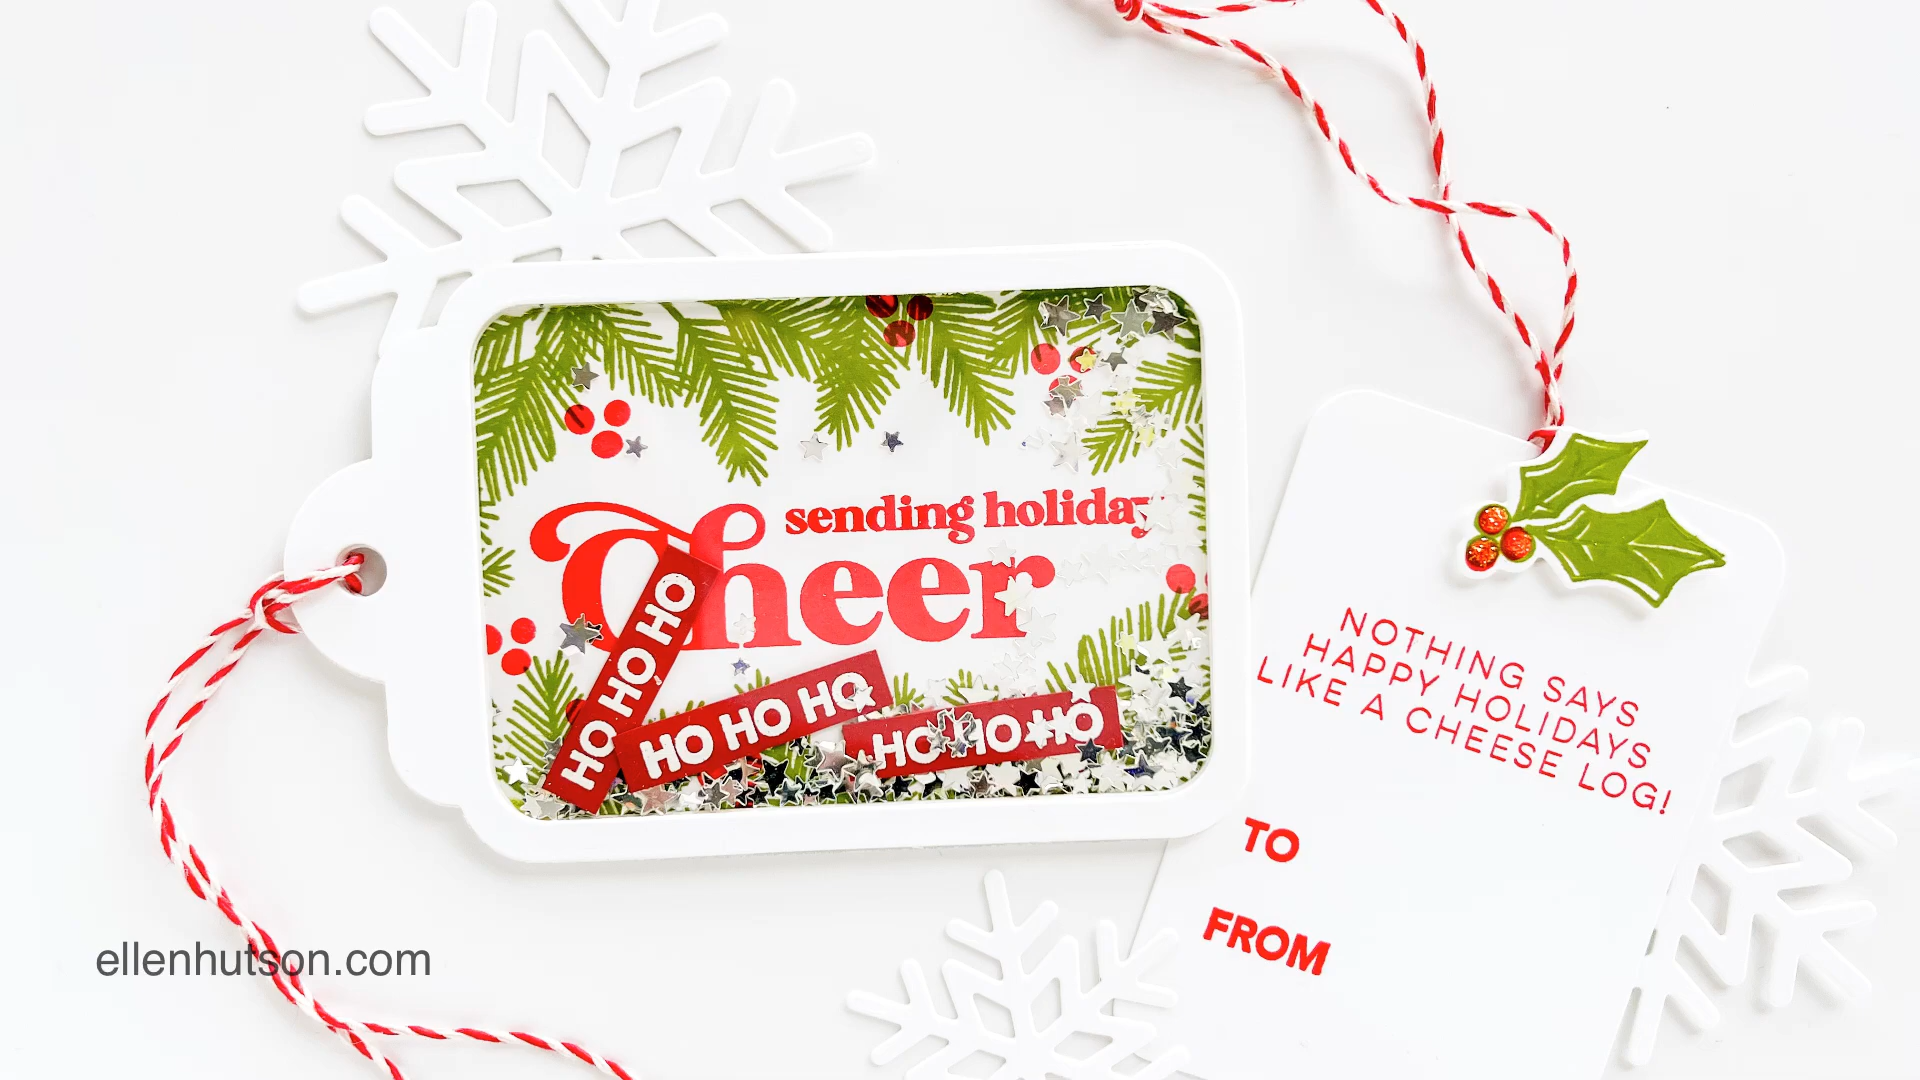 sending holiday
Cheer
HO HO HO
HO HO HO
HO HO HO
NOTHING SAYS
HAPPY HOLIDAYS
LIKE A CHEESE LOG!
TO
FROM
ellenhutson.com